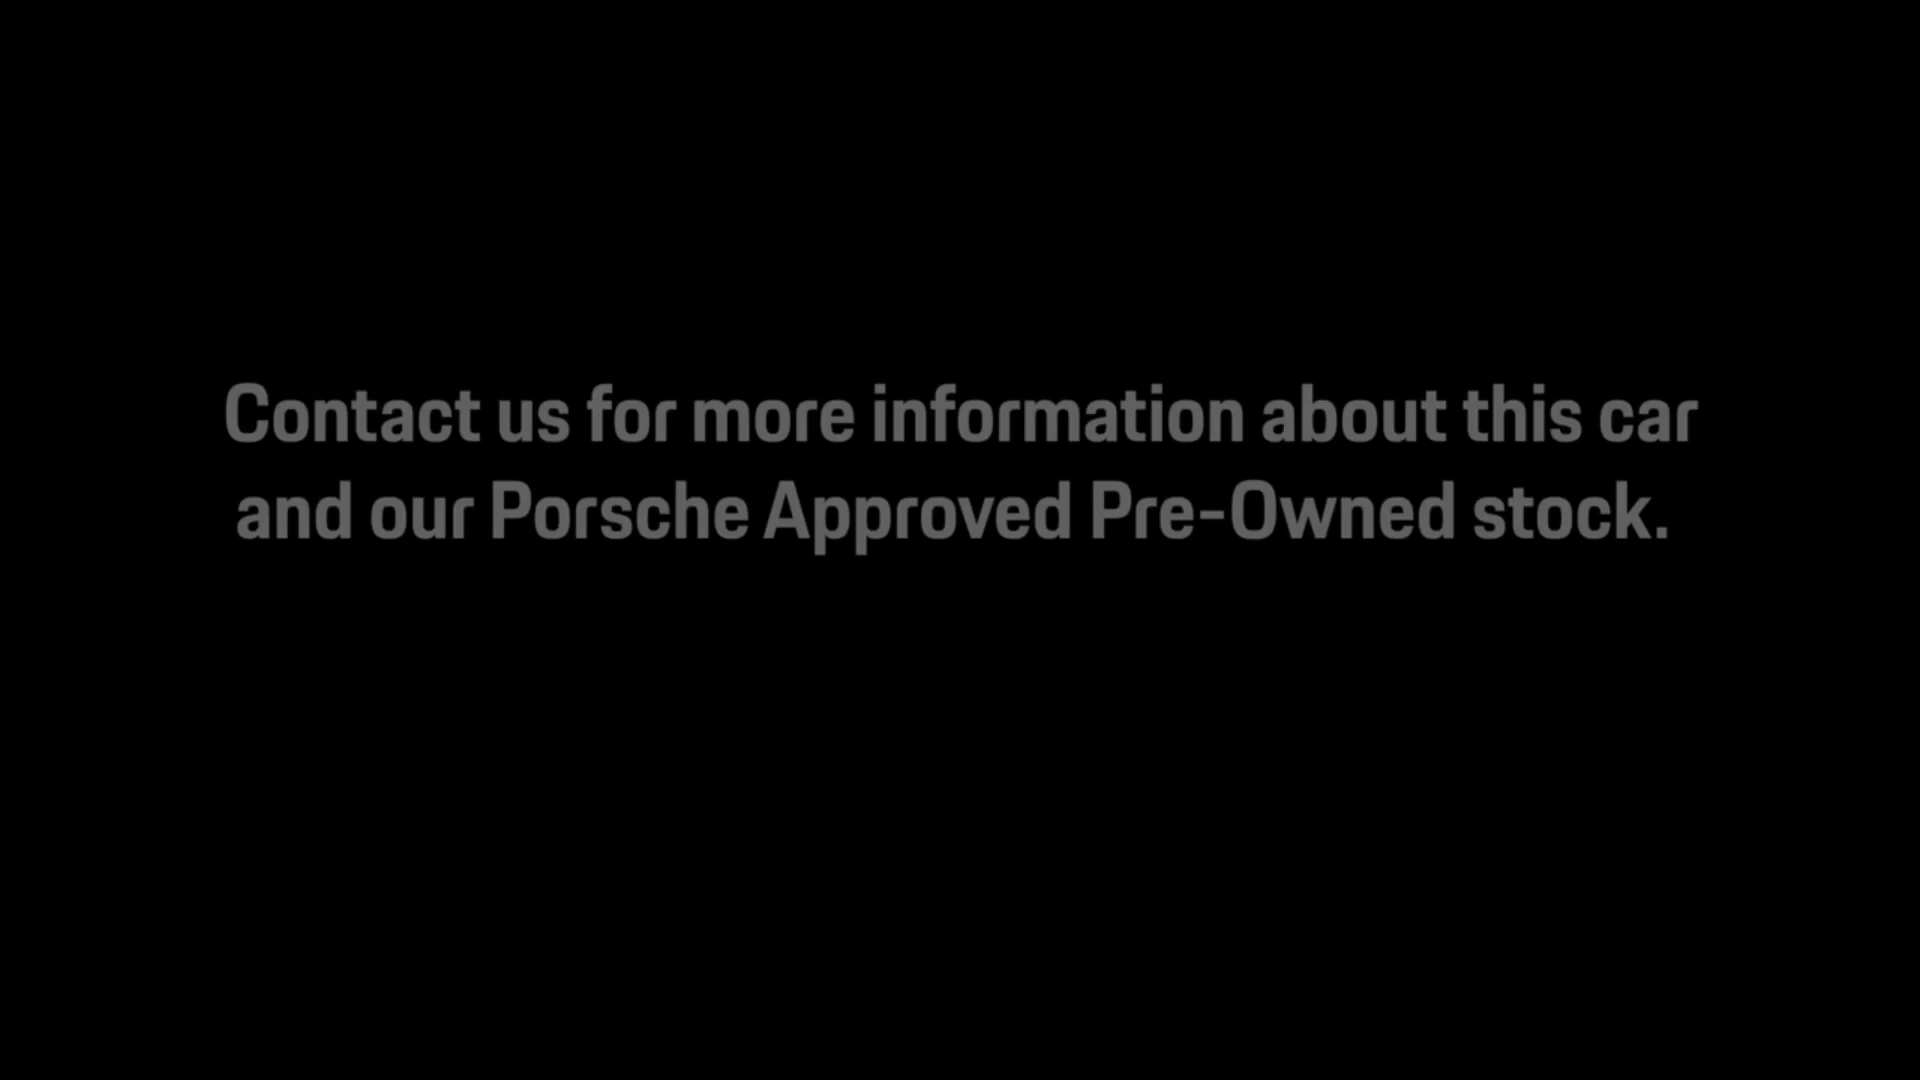 Contact us for more information about this car
and our Porsche Approved Pre-Owned stock.